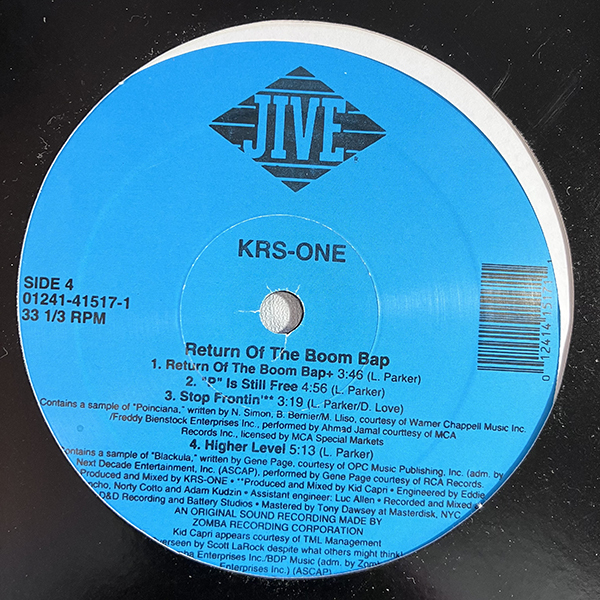 JIVE
®
KRS-ONE
SIDE 4
01241-41517-1
33 1/3 RPM
Return Of The Boom Bap
1. Return Of The Boom Bap+ 3:46 (L. Parker)
2. "P" Is Still Free 4:56 (L. Parker)
3. Stop Frontin'** 3:19 (L. Parker/D. Love)
Contains a sample of "Poinciana," written by N. Simon, B. Bernier/M. Lliso, courtesy of Warner Chappell Music Inc.
/Freddy Bienstock Enterprises Inc., performed by Ahmad Jamal courttesy of MCA
Records Inc., licensed by MCA Special Markets
4. Higher Level 5:13 (L. Parker)
ontains a sample of "Blackula," written by Gene Page, courtesy of OPC Music Publishing, Inc. (adm. by
Next Decade Entertainment, Inc. (ASCAP), performed by Gene Page courtesy of RCA Records.
Produced and Mixed by KRS-ONE • **Produced and Mixed by Kid Capri • Engineered by Eddie
ncho, Norty Cotto and Adam Kudzin • Assistant engineer: Luc Allen • Recorded and Mixed
D&D Recording and Battery Studios • Mastered by Tony Dawsey at Masterdisk, NYC
AN ORIGINAL SOUND RECORDING MADE BY
ZOMBA RECORDING CORPORATION
Kid Capri appears courtesy of TML Management
verseen by Scott LaRock despite what others might think!
ba Enterprises Inc./BDP Music (adm. by Zom
Enterprises Inc.) (ASCAP)